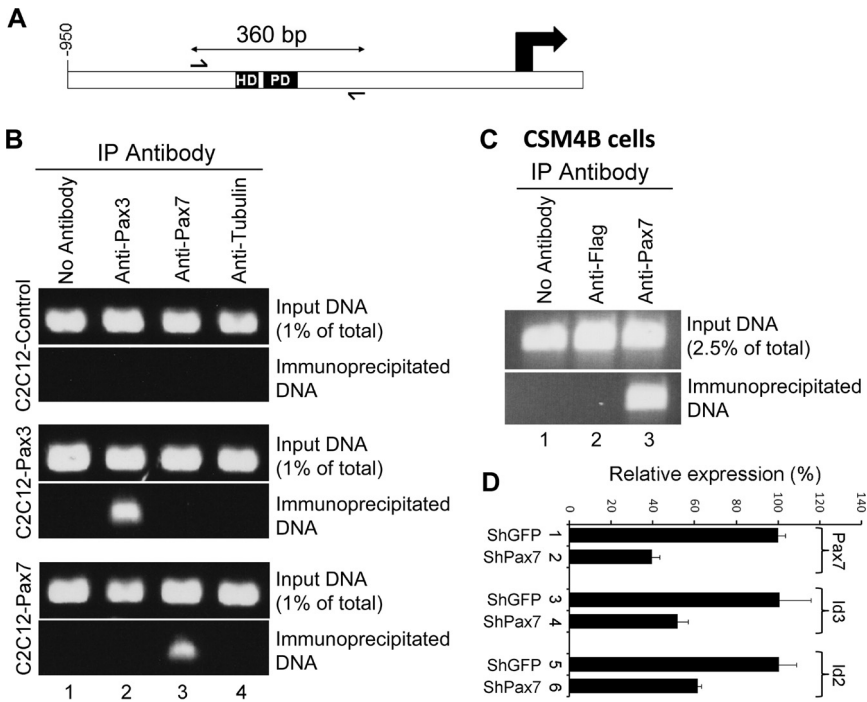 A
-950
360 bp
HD PD
B
IP Antibody
No Antibody
Anti-Pax3
Anti-Pax7
Anti-Tubulin
C2C12-Control
Input DNA
(1% of total)
Immunoprecipitated
DNA
C2C12-Pax3
Input DNA
(1% of total)
Immunoprecipitated
DNA
C2C12-Pax7
Input DNA
(1% of total)
Immunoprecipitated
DNA
1 2 3 4
C CSM4B cells
IP Antibody
No Antibody
Anti-Flag
Anti-Pax7
Input DNA
(2.5% of total)
Immunoprecipitated
DNA
1 2 3
D
Relative expression (%)
0 20 40 60 80 100 120 140
ShGFP 1
ShPax7 2
Pax7
ShGFP 3
ShPax7 4
Id3
ShGFP 5
ShPax7 6
Id2